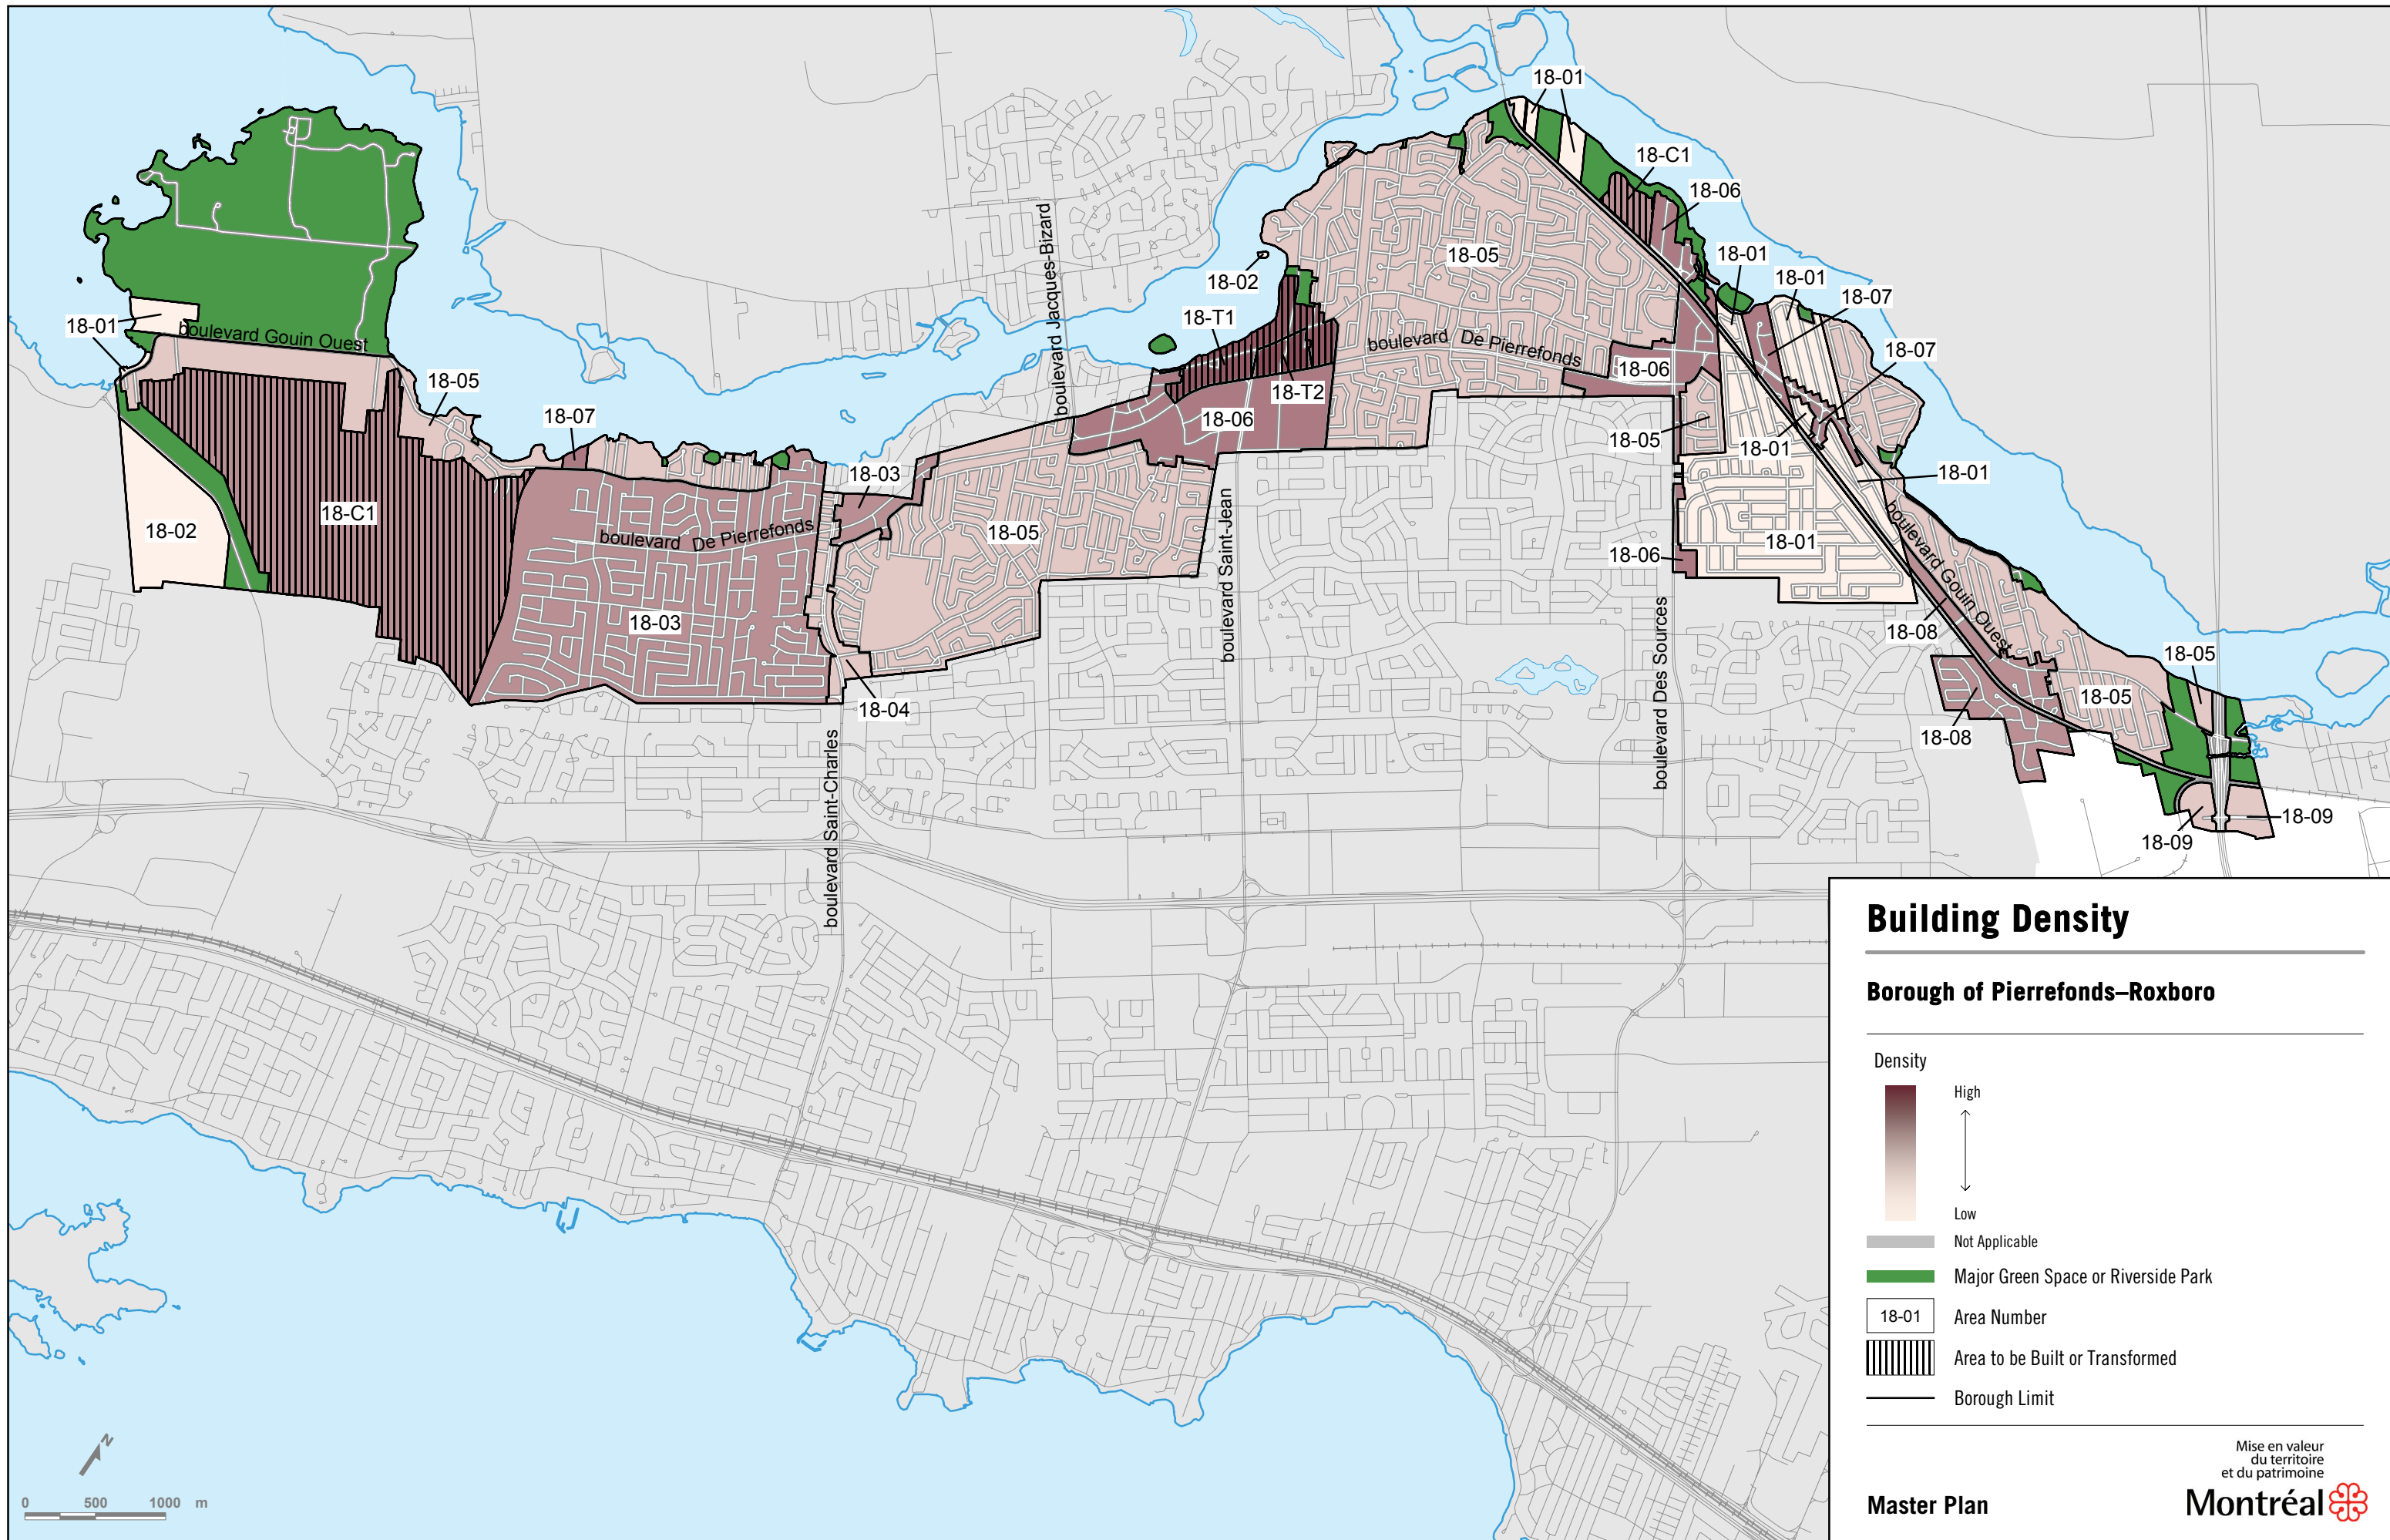 18-01
18-C1
18-06
boulevard Jacques-Bizard
18-05
18-01
18-02
18-01
18-07
18-T1
18-01
boulevard Gouin Ouest
boulevard De Pierrefonds
18-07
18-06
18-05
18-T2
18-07
18-06
18-05
18-01
18-03
18-01
18-C1
18-02
boulevard De Pierrefonds
18-05
boulevard Saint-Jean
18-01
boulevard Gouin Ouest
18-06
18-03
boulevard Des Sources
18-08
18-05
18-05
18-04
18-08
boulevard Saint-Charles
18-09
18-09
Building Density
Borough of Pierrefonds–Roxboro
Density
High
Low
Not Applicable
Major Green Space or Riverside Park
18-01
Area Number
Area to be Built or Transformed
Borough Limit
N
0 500 1000 m
Mise en valeur
du territoire
et du patrimoine
Master Plan
Montréal